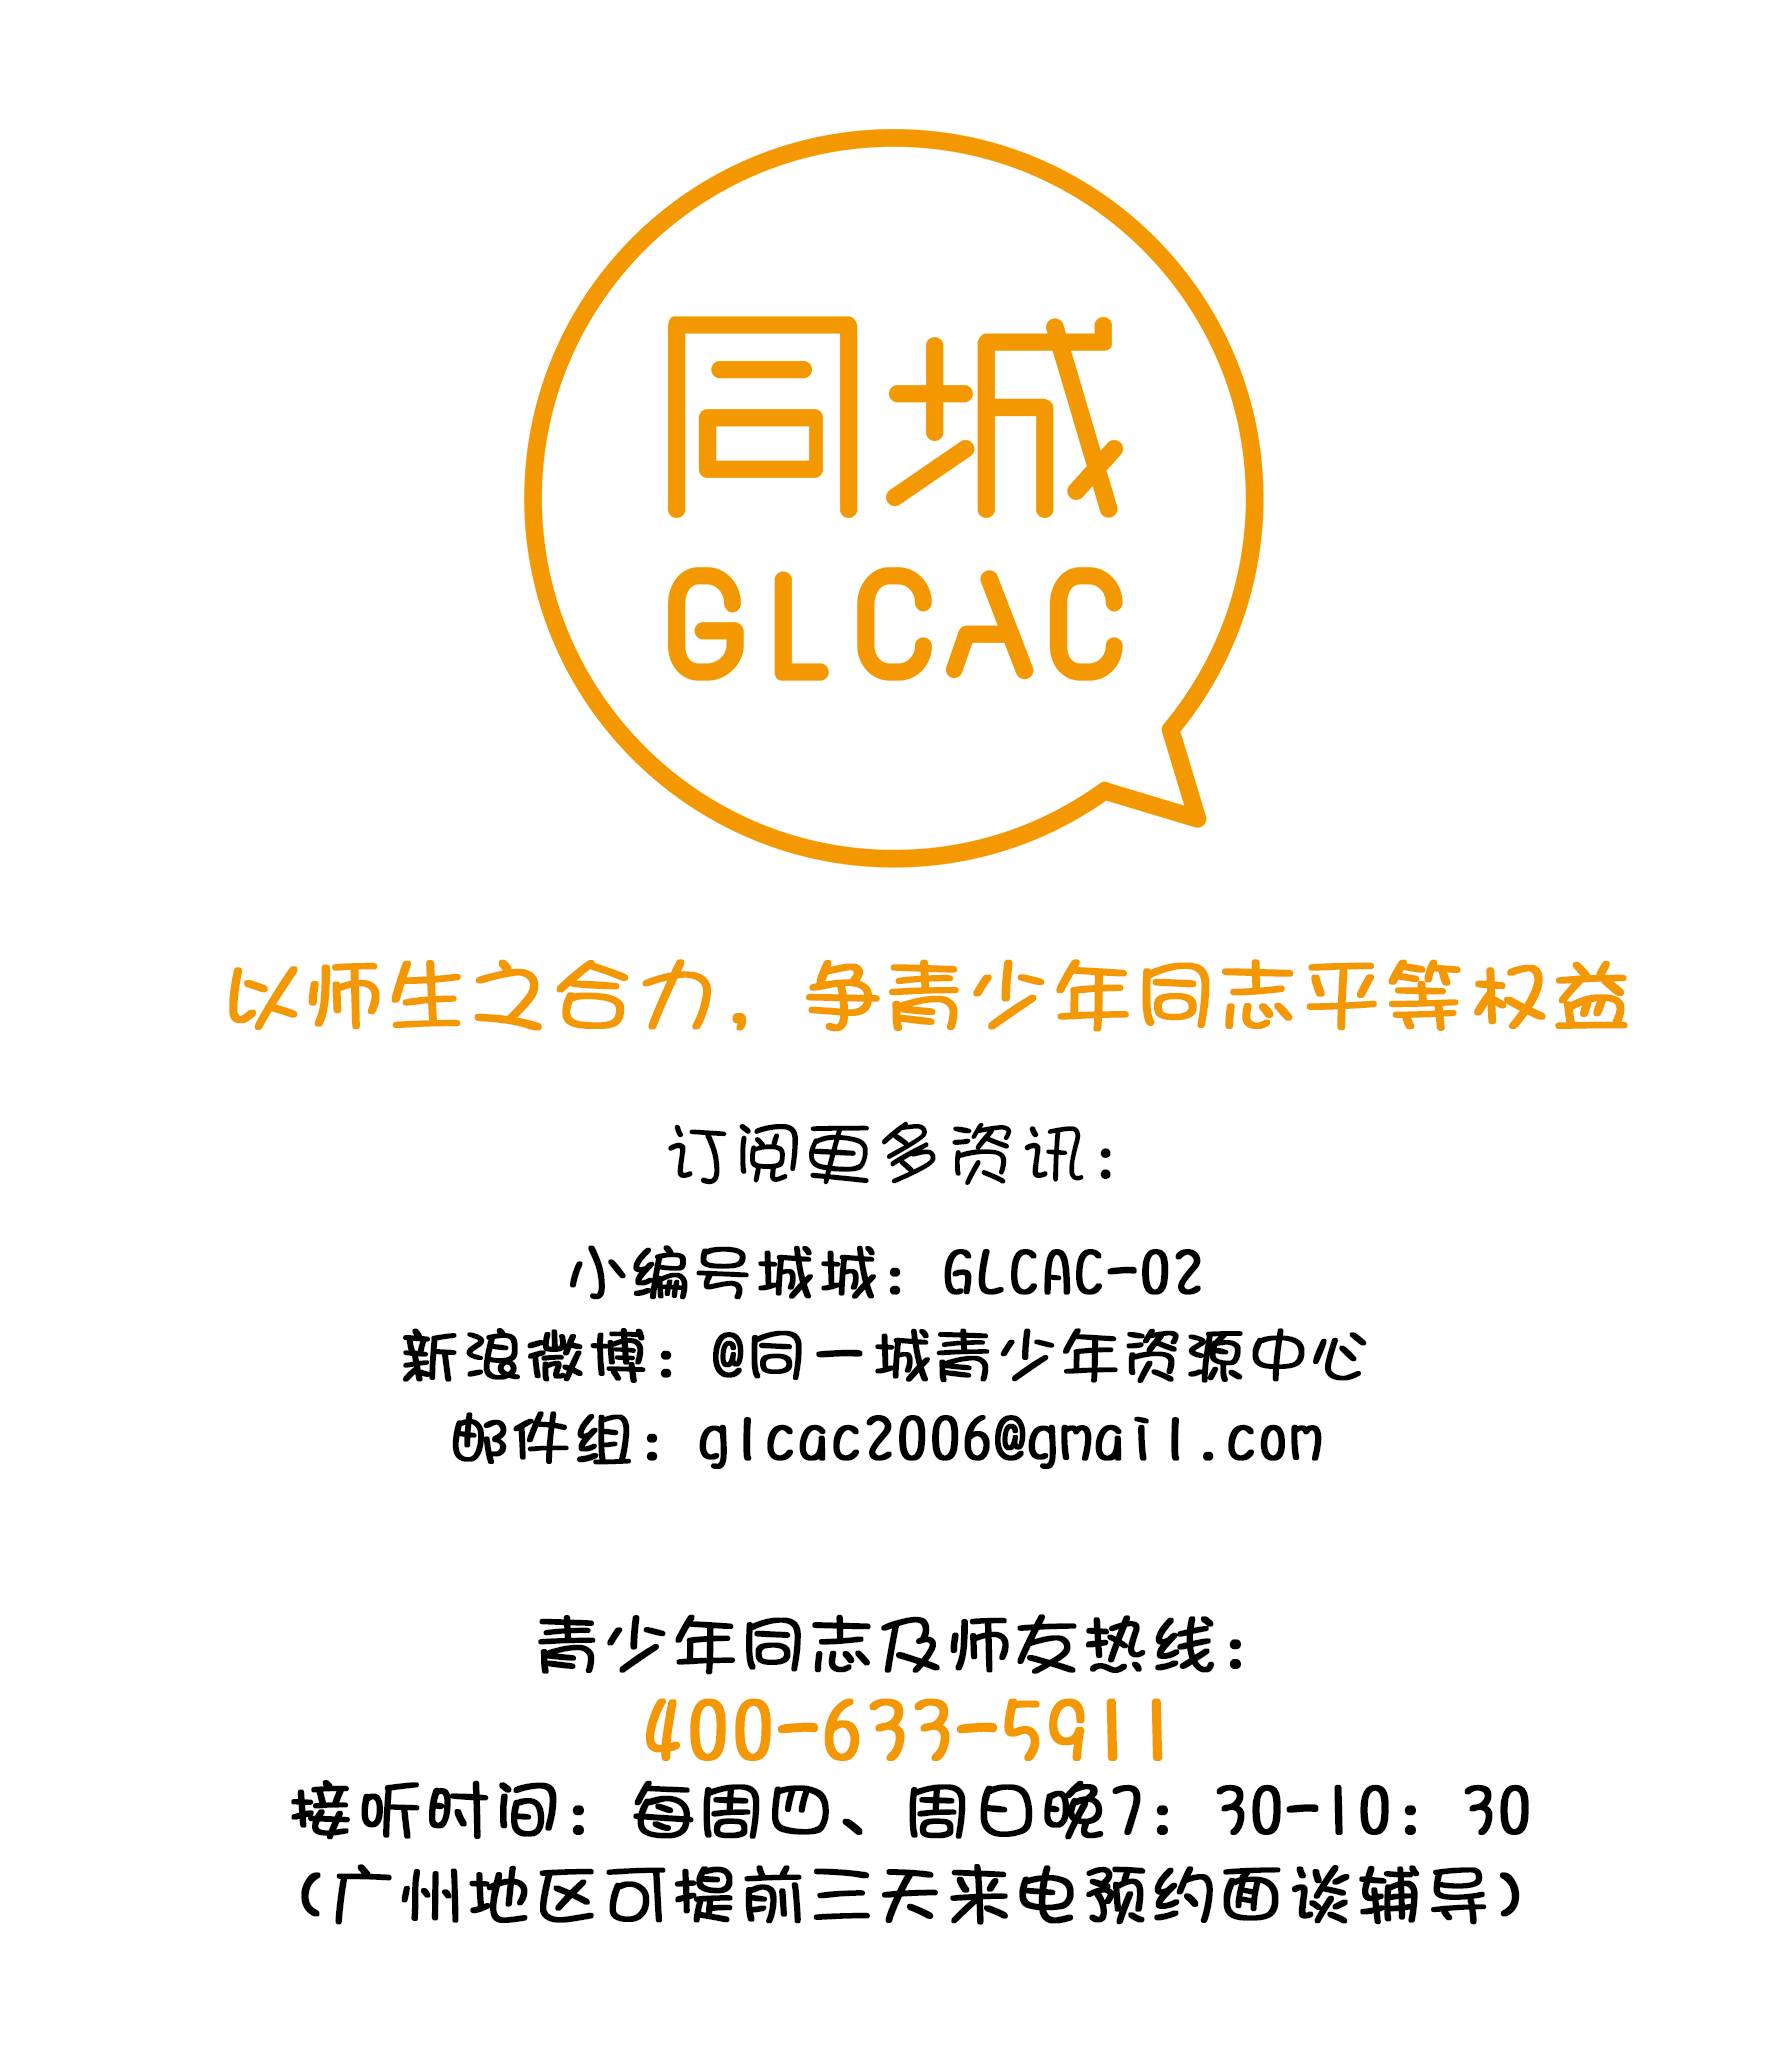 同城
GLCAC
以师生之合力，争青少年同志平等权益
订阅更多资讯：
小编号城城：GLCAC-02
新浪微博：@同一城青少年资源中心
邮件组：glcac2006@gmail.com
青少年同志及师友热线：
400-633-5911
接听时间：每周四、周日晚7：30-10：30
（广州地区可提前三天来电预约面谈辅导）